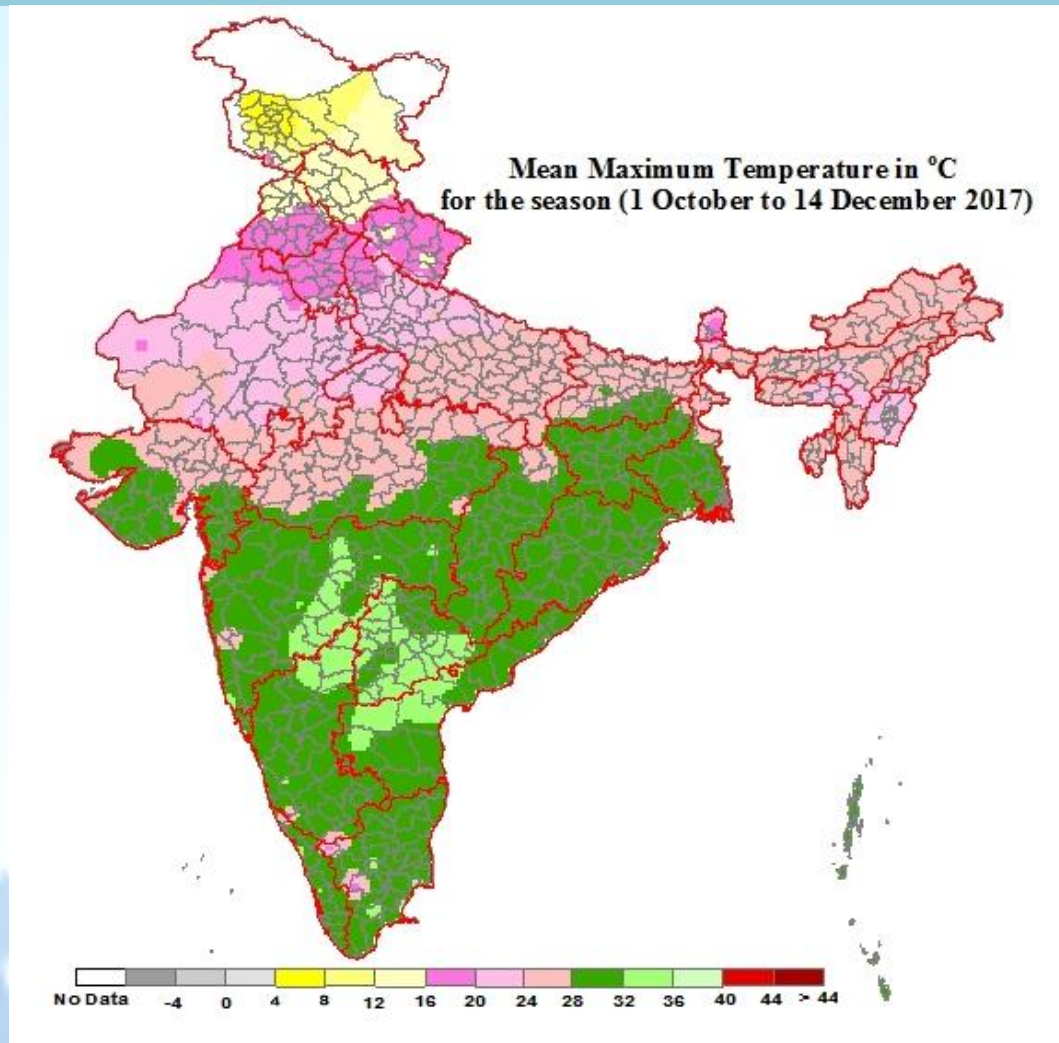 Mean Maximum Temperature in °C
for the season (1 October to 14 December 2017)
No Data -4 0 4 8 12 16 20 24 28 32 36 40 44 > 44